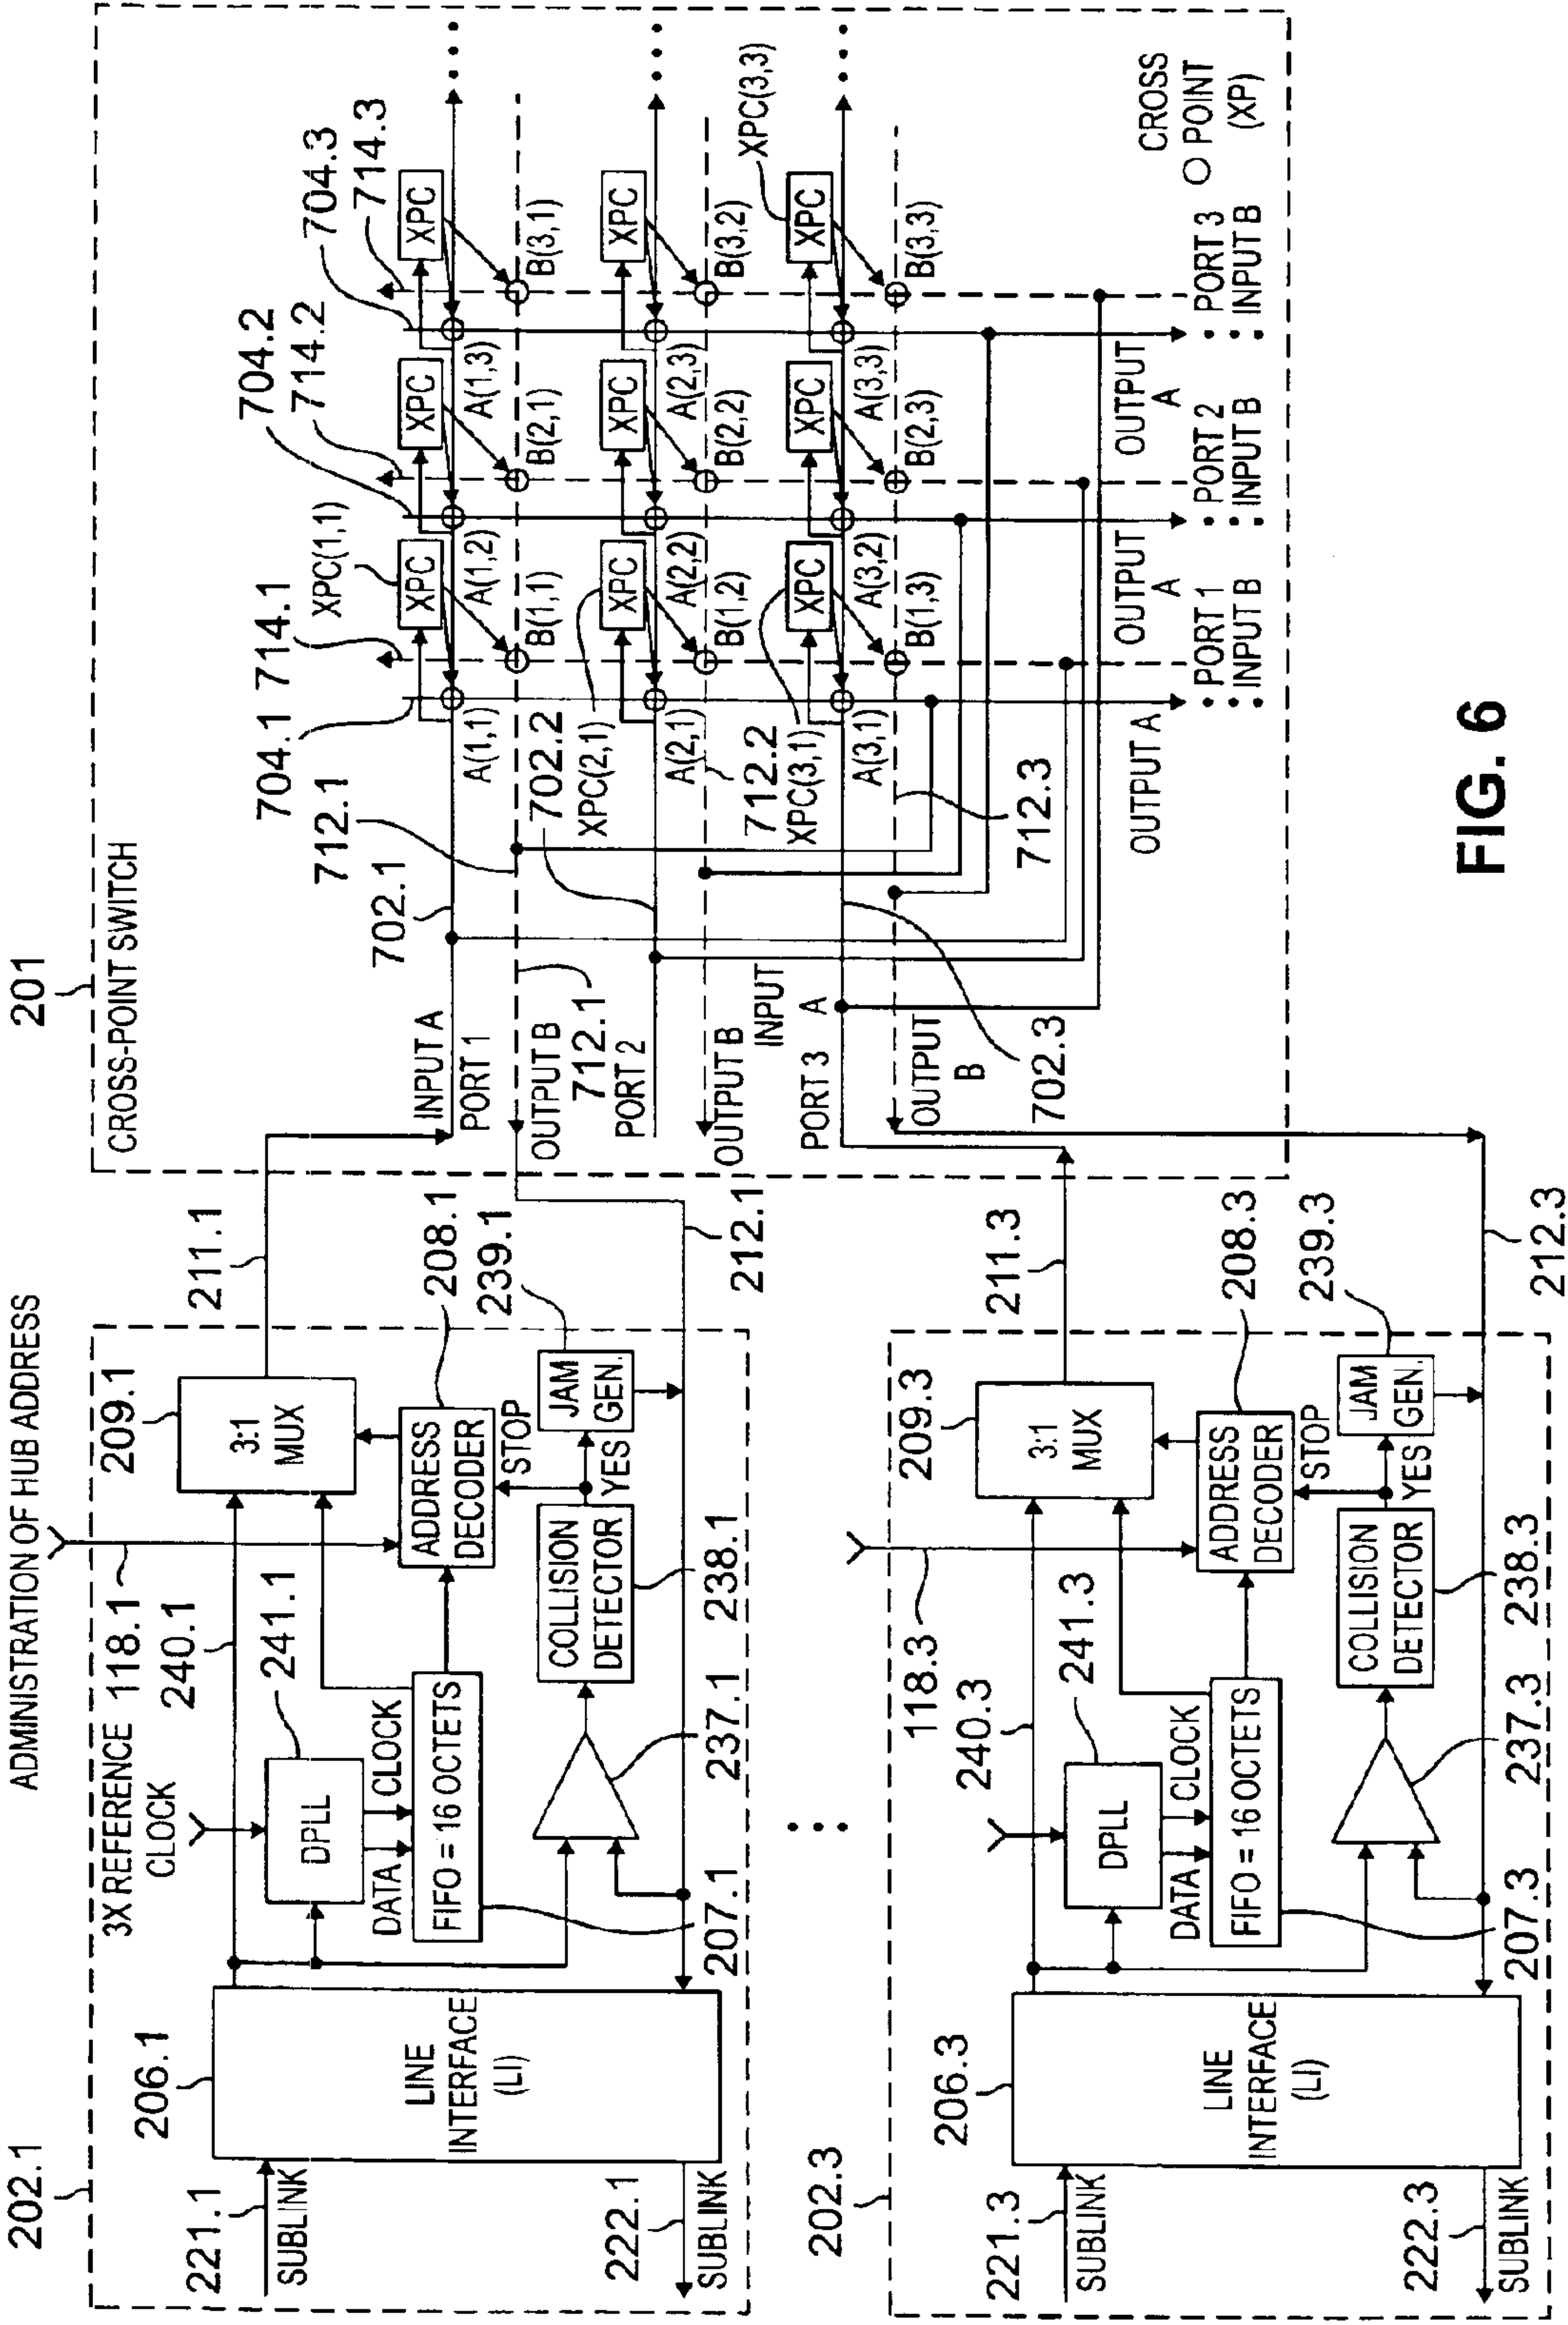 ADMINISTRATION OF HUB ADDRESS
202.1
3X REFERENCE
CLOCK
118.1
240.1
206.1
241.1
209.1
211.1
221.1
SUBLINK
LINE
INTERFACE
(LI)
DPLL
DATA
CLOCK
FIFO = 16 OCTETS
3:1
MUX
ADDRESS
DECODER
208.1
STOP
COLLISION
DETECTOR
YES
JAM
GEN.
239.1
222.1
SUBLINK
207.1
237.1
238.1
212.1
202.3
118.3
240.3
206.3
241.3
209.3
211.3
221.3
SUBLINK
LINE
INTERFACE
(LI)
DPLL
DATA
CLOCK
FIFO = 16 OCTETS
3:1
MUX
ADDRESS
DECODER
208.3
STOP
COLLISION
DETECTOR
YES
JAM
GEN.
239.3
222.3
SUBLINK
207.3
237.3
238.3
212.3
201
CROSS-POINT SWITCH
704.1
714.1
704.2
714.2
704.3
714.3
712.1
702.1
XPC(1,1)
INPUT A
PORT 1
XPC
XPC
XPC
A(1,1)
A(1,2)
A(1,3)
OUTPUT B
B(1,1)
B(2,1)
B(3,1)
712.1
702.2
XPC(2,1)
PORT 2
XPC
XPC
XPC
A(2,1)
A(2,2)
A(2,3)
OUTPUT B
B(1,2)
B(2,2)
B(3,2)
712.2
XPC(3,1)
XPC(3,3)
INPUT
A
PORT 3
XPC
XPC
XPC
A(3,1)
A(3,2)
A(3,3)
OUTPUT
B
B(1,3)
B(2,3)
B(3,3)
702.3
712.3
OUTPUT A
PORT 1
INPUT B
OUTPUT
A
PORT 2
INPUT B
OUTPUT
A
PORT 3
INPUT B
CROSS
POINT
(XP)
FIG. 6